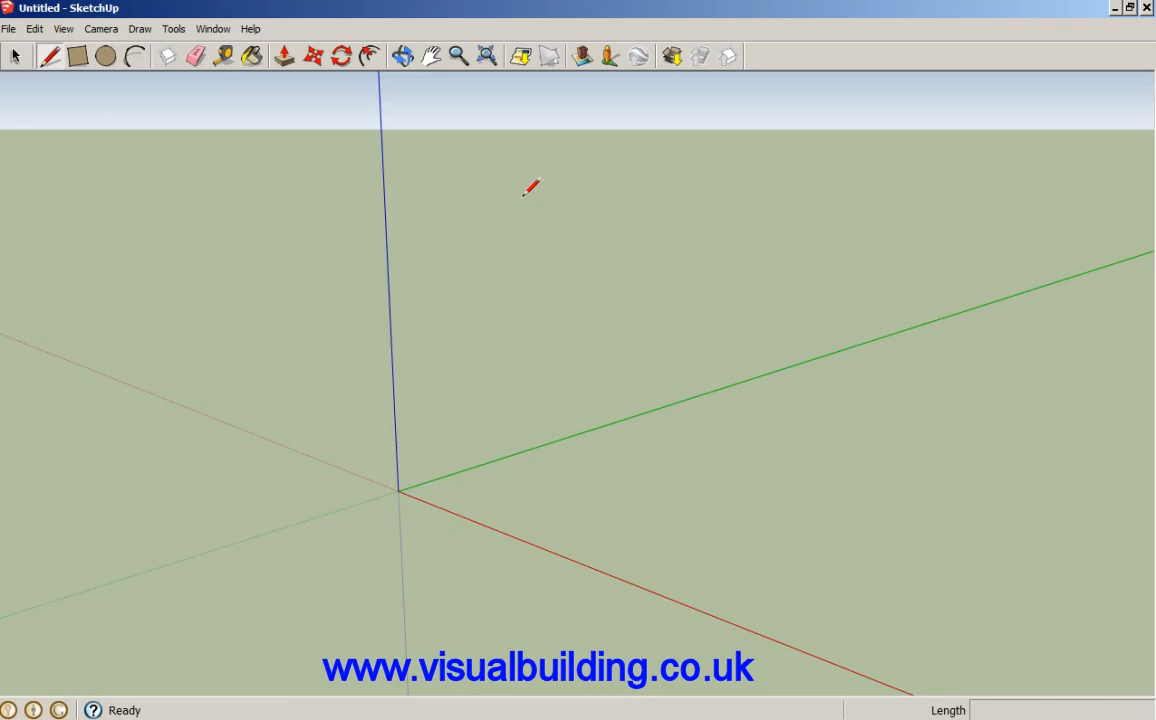 Untitled - SketchUp
File Edit View Camera Draw Tools Window Help
www.visualbuilding.co.uk
Ready
Length